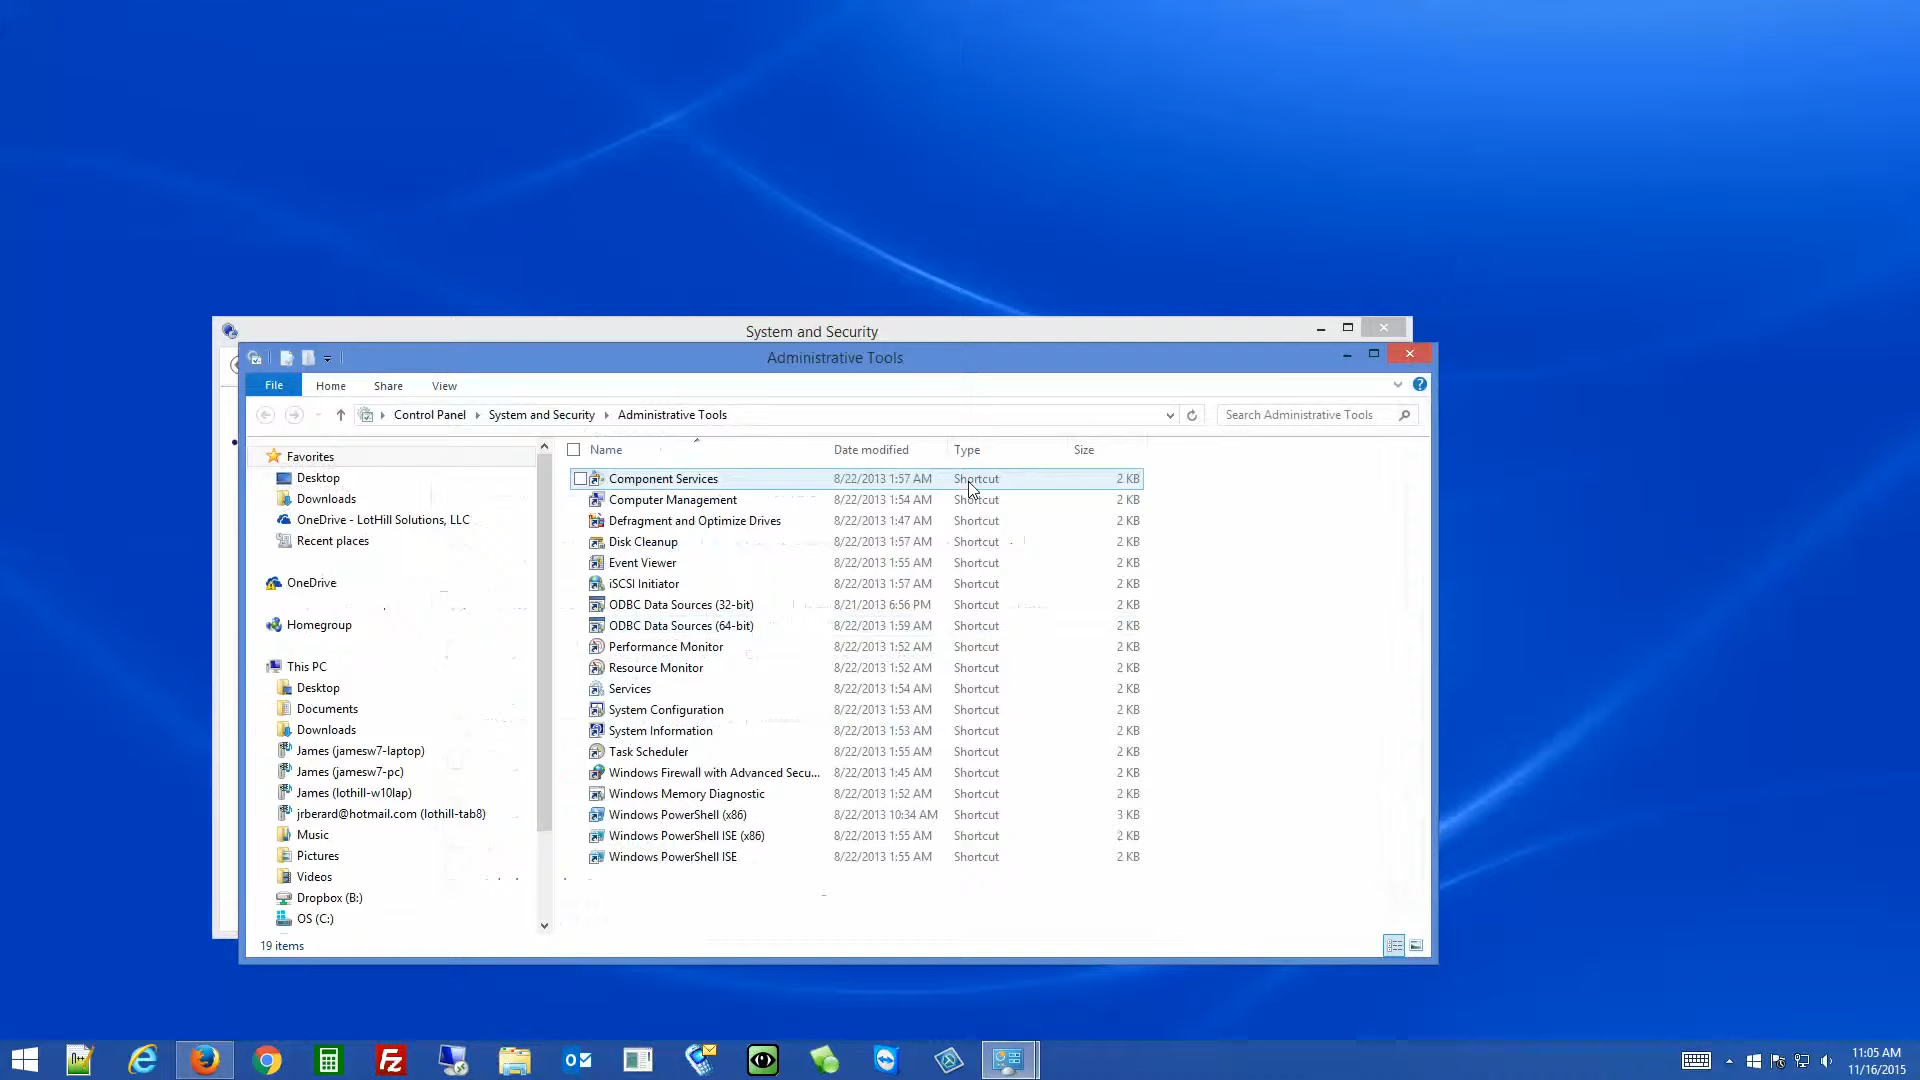 System and Security
Administrative Tools
File Home Share View
Control Panel System and Security Administrative Tools
Search Administrative Tools
Favorites
Desktop
Downloads
OneDrive - LotHill Solutions, LLC
Recent places
OneDrive
Homegroup
This PC
Desktop
Documents
Downloads
James (jamesw7-laptop)
James (jamesw7-pc)
James (lothill-w10lap)
jrberard@hotmail.com (lothill-tab8)
Music
Pictures
Videos
Dropbox (B:)
OS (C:)
Name Date modified Type Size
Component Services 8/22/2013 1:57 AM Shortcut 2 KB
Computer Management 8/22/2013 1:54 AM Shortcut 2 KB
Defragment and Optimize Drives 8/22/2013 1:47 AM Shortcut 2 KB
Disk Cleanup 8/22/2013 1:57 AM Shortcut 2 KB
Event Viewer 8/22/2013 1:55 AM Shortcut 2 KB
iSCSI Initiator 8/22/2013 1:57 AM Shortcut 2 KB
ODBC Data Sources (32-bit) 8/21/2013 6:56 PM Shortcut 2 KB
ODBC Data Sources (64-bit) 8/22/2013 1:59 AM Shortcut 2 KB
Performance Monitor 8/22/2013 1:52 AM Shortcut 2 KB
Resource Monitor 8/22/2013 1:52 AM Shortcut 2 KB
Services 8/22/2013 1:54 AM Shortcut 2 KB
System Configuration 8/22/2013 1:53 AM Shortcut 2 KB
System Information 8/22/2013 1:53 AM Shortcut 2 KB
Task Scheduler 8/22/2013 1:55 AM Shortcut 2 KB
Windows Firewall with Advanced Secu... 8/22/2013 1:45 AM Shortcut 2 KB
Windows Memory Diagnostic 8/22/2013 1:52 AM Shortcut 2 KB
Windows PowerShell (x86) 8/22/2013 10:34 AM Shortcut 3 KB
Windows PowerShell ISE (x86) 8/22/2013 1:55 AM Shortcut 2 KB
Windows PowerShell ISE 8/22/2013 1:55 AM Shortcut 2 KB
19 items
11:05 AM
11/16/2015